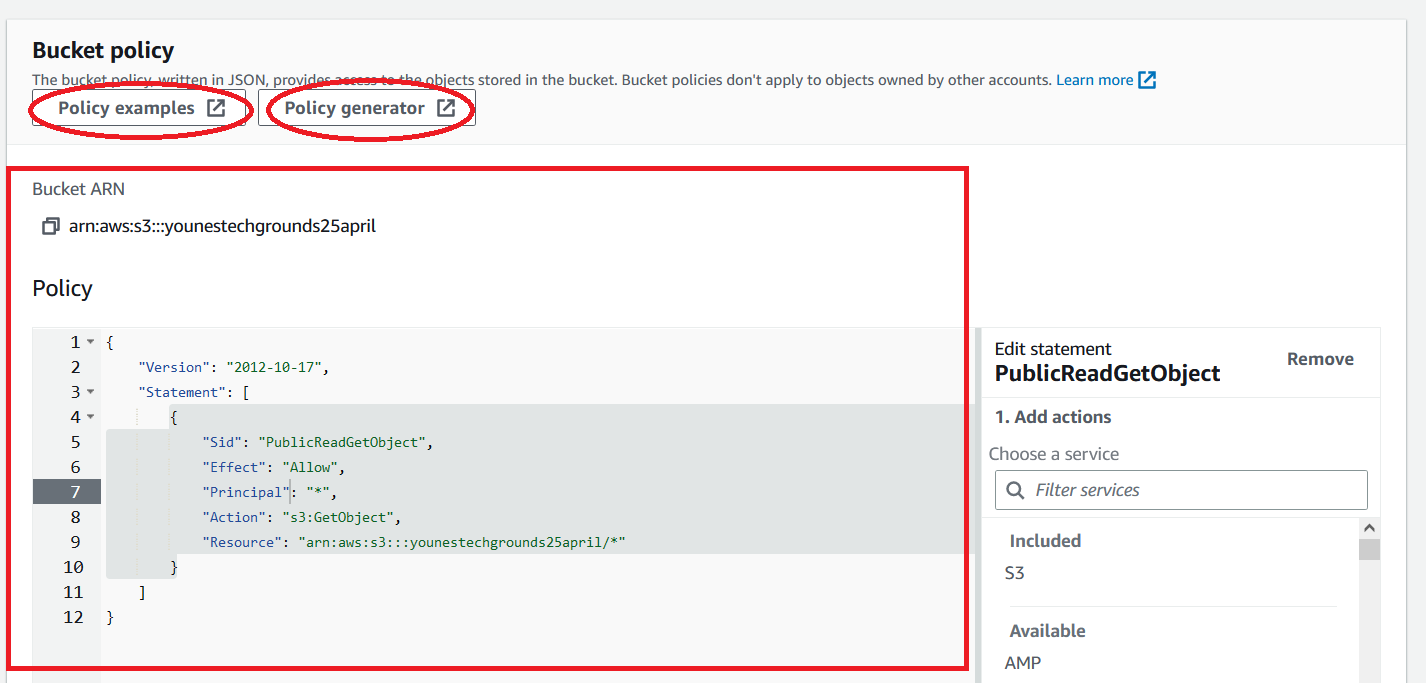 Bucket policy
The bucket policy, written in JSON, provides access to the objects stored in the bucket. Bucket policies don't apply to objects owned by other accounts. Learn more
Policy examples
Policy generator
Bucket ARN
arn:aws:s3:::younestechgrounds25april
Policy
1 {
2 "Version": "2012-10-17",
3 "Statement": [
4 {
5 "Sid": "PublicReadGetObject",
6 "Effect": "Allow",
7 "Principal": "*",
8 "Action": "s3:GetObject",
9 "Resource": "arn:aws:s3:::younestechgrounds25april/*"
10 }
11 ]
12 }
Edit statement
Remove
PublicReadGetObject
1. Add actions
Choose a service
Filter services
Included
S3
Available
AMP